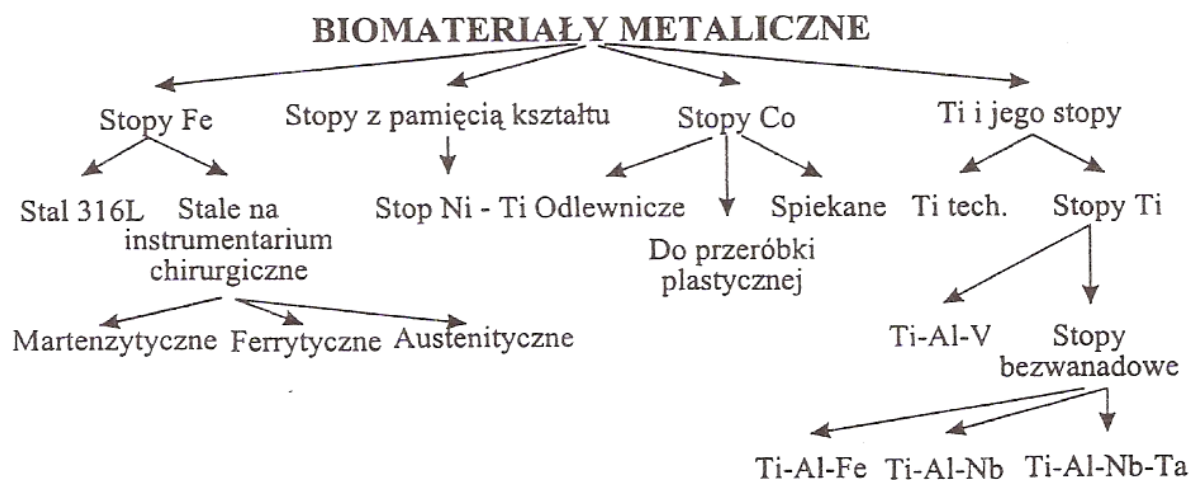 BIOMATERIAŁY METALICZNE
Stopy Fe
Stopy z pamięcią kształtu
Stopy Co
Ti i jego stopy
Stal 316L
Stale na
instrumentarium
chirurgiczne
Stop Ni - Ti
Odlewnicze
Do przeróbki
plastycznej
Spiekane
Ti tech.
Stopy Ti
Martenzytyczne
Ferrytyczne
Austenityczne
Ti-Al-V
Stopy
bezwanadowe
Ti-Al-Fe
Ti-Al-Nb
Ti-Al-Nb-Ta